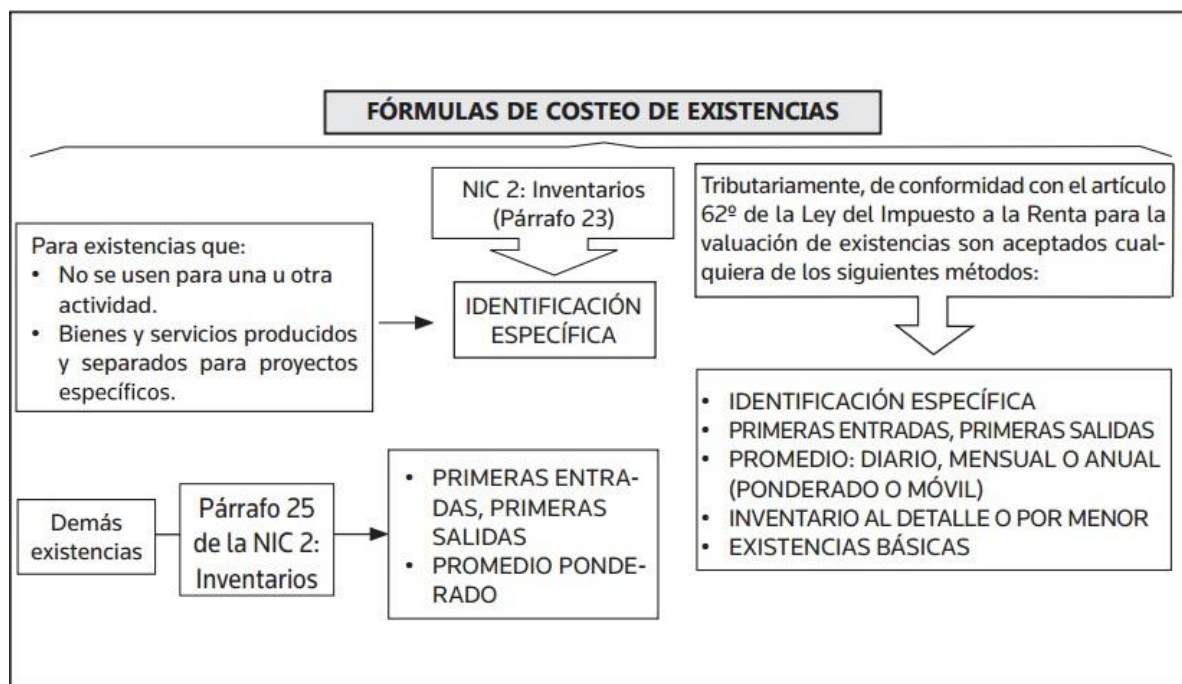 FÓRMULAS DE COSTEO DE EXISTENCIAS
Para existencias que:
• No se usen para una u otra
actividad.
• Bienes y servicios producidos
y separados para proyectos
específicos.
NIC 2: Inventarios
(Párrafo 23)
IDENTIFICACIÓN
ESPECÍFICA
Demás
existencias
Párrafo 25
de la NIC 2:
Inventarios
• PRIMERAS ENTRA-
DAS, PRIMERAS
SALIDAS
• PROMEDIO PONDE-
RADO
Tributariamente, de conformidad con el artículo
62º de la Ley del Impuesto a la Renta para la
valuación de existencias son aceptados cual-
quiera de los siguientes métodos:
• IDENTIFICACIÓN ESPECÍFICA
• PRIMERAS ENTRADAS, PRIMERAS SALIDAS
• PROMEDIO: DIARIO, MENSUAL O ANUAL
(PONDERADO O MÓVIL)
• INVENTARIO AL DETALLE O POR MENOR
• EXISTENCIAS BÁSICAS